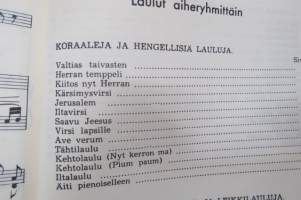 Laulut aiheryhmittäin
KORAALEJA JA HENGELLISIÄ LAULUJA.
Valtias taivasten
Herran temppeli
Kiitos nyt Herran
Kärsimysvirsi
Jerusalem
Iltavirsi
Saavu Jeesus
Virsi lapsille
Ave verum
Tähtilaulu
Kehtolaulu (Nyt kerron ma)
Kehtolaulu (Pium paum)
Iltalaulu
Äiti pienoiselleen